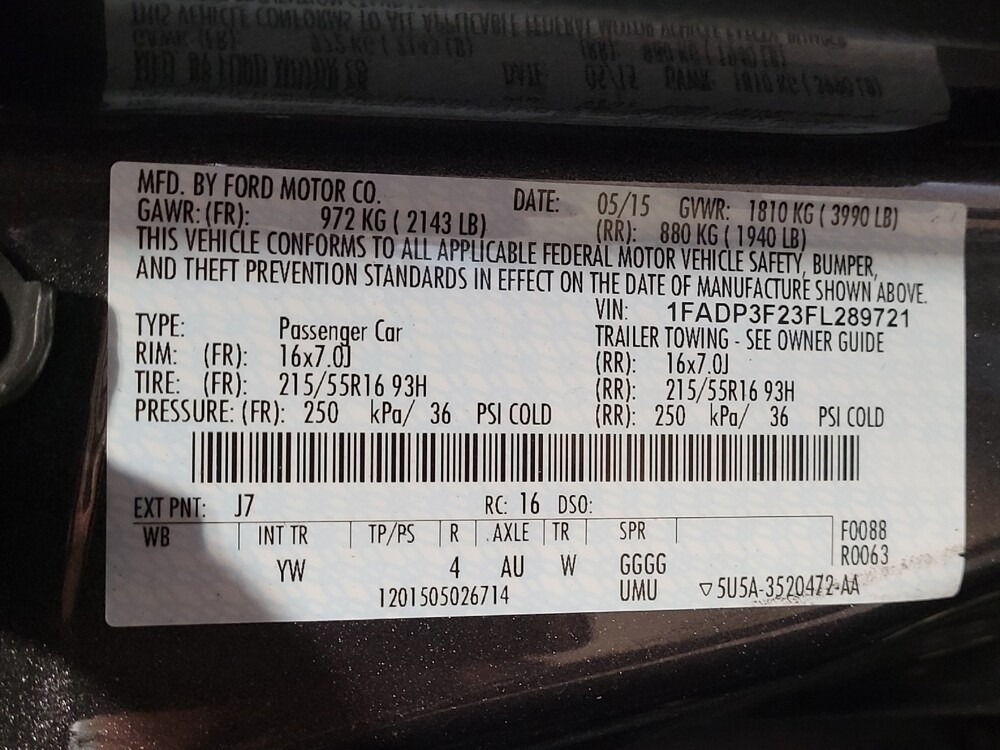 MFD. BY FORD MOTOR CO. DATE: 05/15 GVWR: 1810 KG ( 3990 LB)
GAWR: (FR): 972 KG ( 2143 LB) (RR): 880 KG ( 1940 LB)
THIS VEHICLE CONFORMS TO ALL APPLICABLE FEDERAL MOTOR VEHICLE SAFETY, BUMPER,
AND THEFT PREVENTION STANDARDS IN EFFECT ON THE DATE OF MANUFACTURE SHOWN ABOVE.
VIN: 1FADP3F23FL289721
TYPE: Passenger Car TRAILER TOWING - SEE OWNER GUIDE
RIM: (FR): 16x7.0J (RR): 16x7.0J
TIRE: (FR): 215/55R16 93H (RR): 215/55R16 93H
PRESSURE: (FR): 250 kPa/ 36 PSI COLD (RR): 250 kPa/ 36 PSI COLD
EXT PNT: J7 RC: 16 DSO:
WB INT TR TP/PS R AXLE TR SPR F0088
R0063
YW 4 AU W GGGG
1201505026714 UMU ▽5U5A-3520472-AA